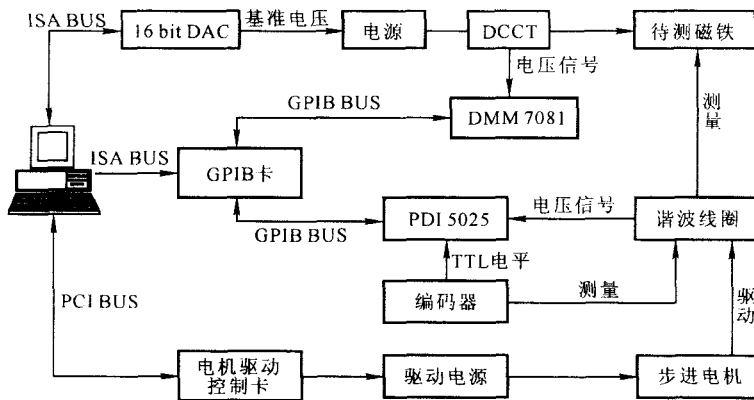 ISA BUS
16 bit DAC
基准电压
电源
DCCT
待测磁铁
电压信号
测量
GPIB BUS
DMM 7081
ISA BUS
GPIB卡
GPIB BUS
PDI 5025
电压信号
谐波线圈
TTL电平
PCI BUS
编码器
测量
驱动
电机驱动
控制卡
驱动电源
步进电机